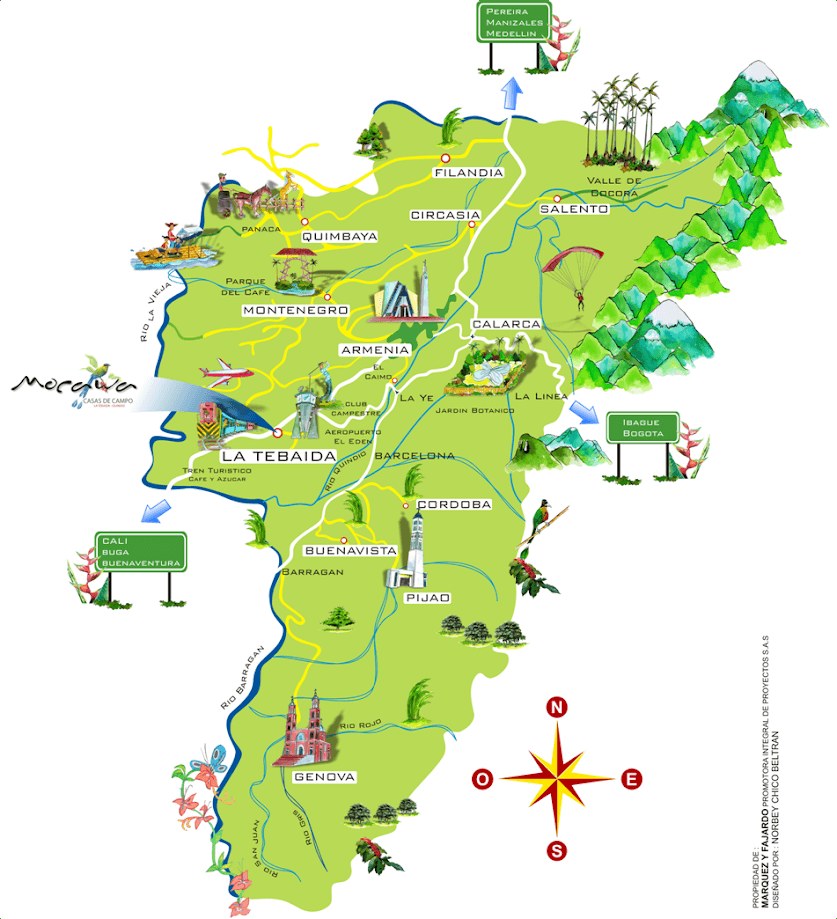 PEREIRA
MANIZALES
MEDELLIN
FILANDIA
VALLE DE
COCORA
SALENTO
CIRCASIA
PANACA
QUIMBAYA
PARQUE
DEL CAFE
RIO LA VIEJA
MONTENEGRO
CALARCA
ARMENIA
EL
CAIMO
LA YE
JARDIN BOTANICO
LA LINEA
CASAS DE CAMPO
CLUB
CAMPESTRE
AEROPUERTO
EL EDEN
IBAGUE
BOGOTA
LA TEBAIDA
TREN TURISTICO
CAFE Y AZUCAR
RIO QUINDIO
BARCELONA
CORDOBA
CALI
BUGA
BUENAVENTURA
BUENAVISTA
BARRAGAN
PIJAO
RIO BARRAGAN
RIO ROJO
GENOVA
RIO GRIS
RIO SAN JUAN
N
O
E
S
PROPIEDAD DE :
MARQUEZ Y FAJARDO PROMOTORA INTEGRAL DE PROYECTOS S.A.S
DISEÑADO POR : NORBEY CHICO BELTRAN